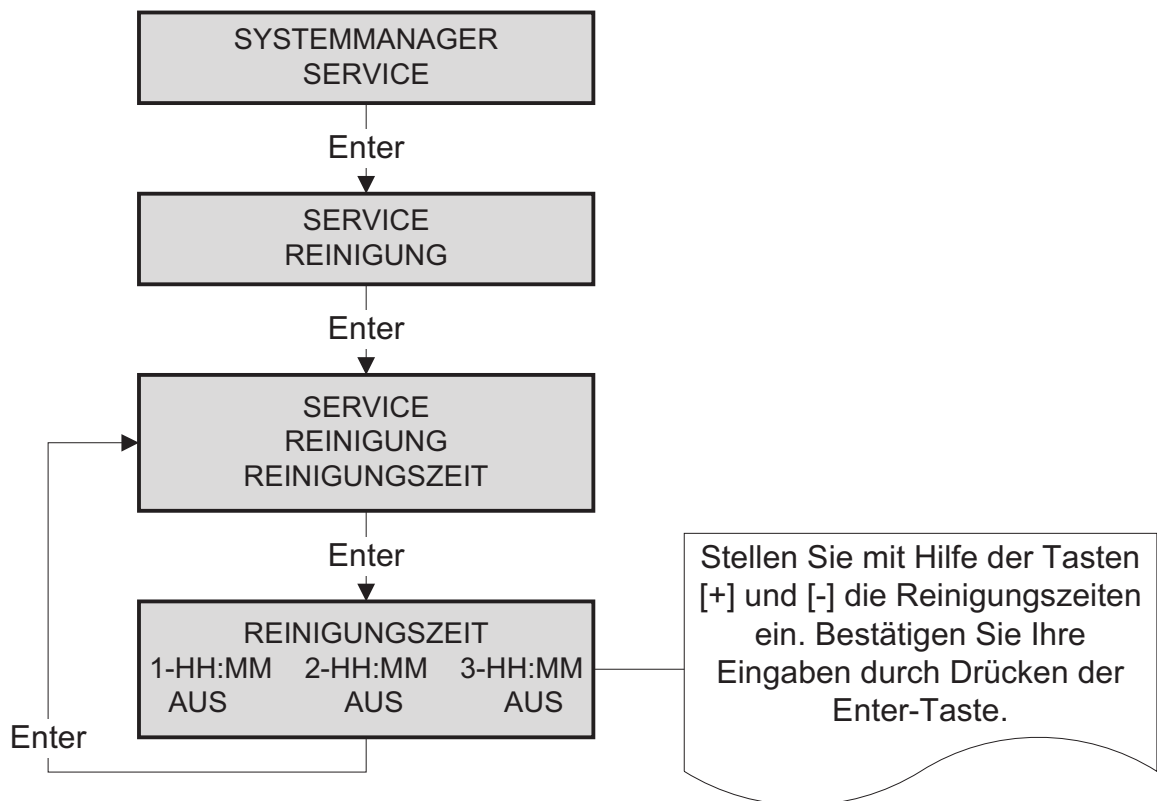 SYSTEMMANAGER
SERVICE
Enter
SERVICE
REINIGUNG
Enter
SERVICE
REINIGUNG
REINIGUNGSZEIT
Enter
REINIGUNGSZEIT
1-HH:MM 2-HH:MM 3-HH:MM
AUS AUS AUS
Enter
Stellen Sie mit Hilfe der Tasten
[+] und [-] die Reinigungszeiten
ein. Bestätigen Sie Ihre
Eingaben durch Drücken der
Enter-Taste.